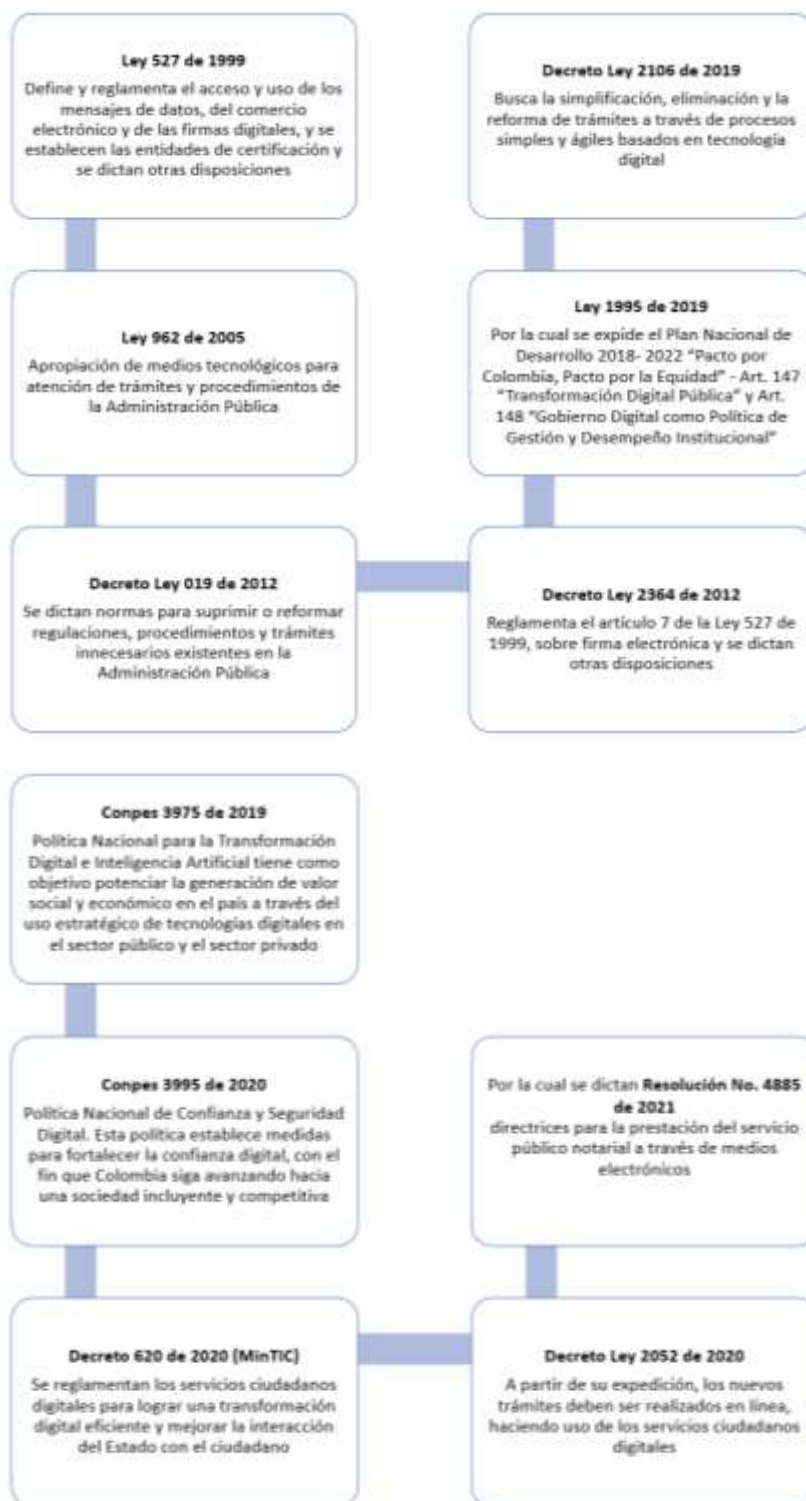 Ley 527 de 1999
Define y reglamenta el acceso y uso de los
mensajes de datos, del comercio
electrónico y de las firmas digitales, y se
establecen las entidades de certificación y
se dictan otras disposiciones
Ley 962 de 2005
Apropiación de medios tecnológicos para
atención de trámites y procedimientos de
la Administración Pública
Decreto Ley 019 de 2012
Se dictan normas para suprimir o reformar
regulaciones, procedimientos y trámites
innecesarios existentes en la
Administración Pública
Decreto Ley 2364 de 2012
Reglamenta el artículo 7 de la Ley 527 de
1999, sobre firma electrónica y se dictan
otras disposiciones
Ley 1995 de 2019
Por la cual se expide el Plan Nacional de
Desarrollo 2018- 2022 “Pacto por
Colombia, Pacto por la Equidad” - Art. 147
“Transformación Digital Pública” y Art.
148 “Gobierno Digital como Política de
Gestión y Desempeño Institucional”
Decreto Ley 2106 de 2019
Busca la simplificación, eliminación y la
reforma de trámites a través de procesos
simples y ágiles basados en tecnología
digital
Conpes 3975 de 2019
Política Nacional para la Transformación
Digital e Inteligencia Artificial tiene como
objetivo potenciar la generación de valor
social y económico en el país a través del
uso estratégico de tecnologías digitales en
el sector público y el sector privado
Conpes 3995 de 2020
Política Nacional de Confianza y Seguridad
Digital. Esta política establece medidas
para fortalecer la confianza digital, con el
fin que Colombia siga avanzando hacia
una sociedad incluyente y competitiva
Decreto 620 de 2020 (MinTIC)
Se reglamentan los servicios ciudadanos
digitales para lograr una transformación
digital eficiente y mejorar la interacción
del Estado con el ciudadano
Decreto Ley 2052 de 2020
A partir de su expedición, los nuevos
trámites deben ser realizados en línea,
haciendo uso de los servicios ciudadanos
digitales
Por la cual se dictan Resolución No. 4885
de 2021
directrices para la prestación del servicio
público notarial a través de medios
electrónicos